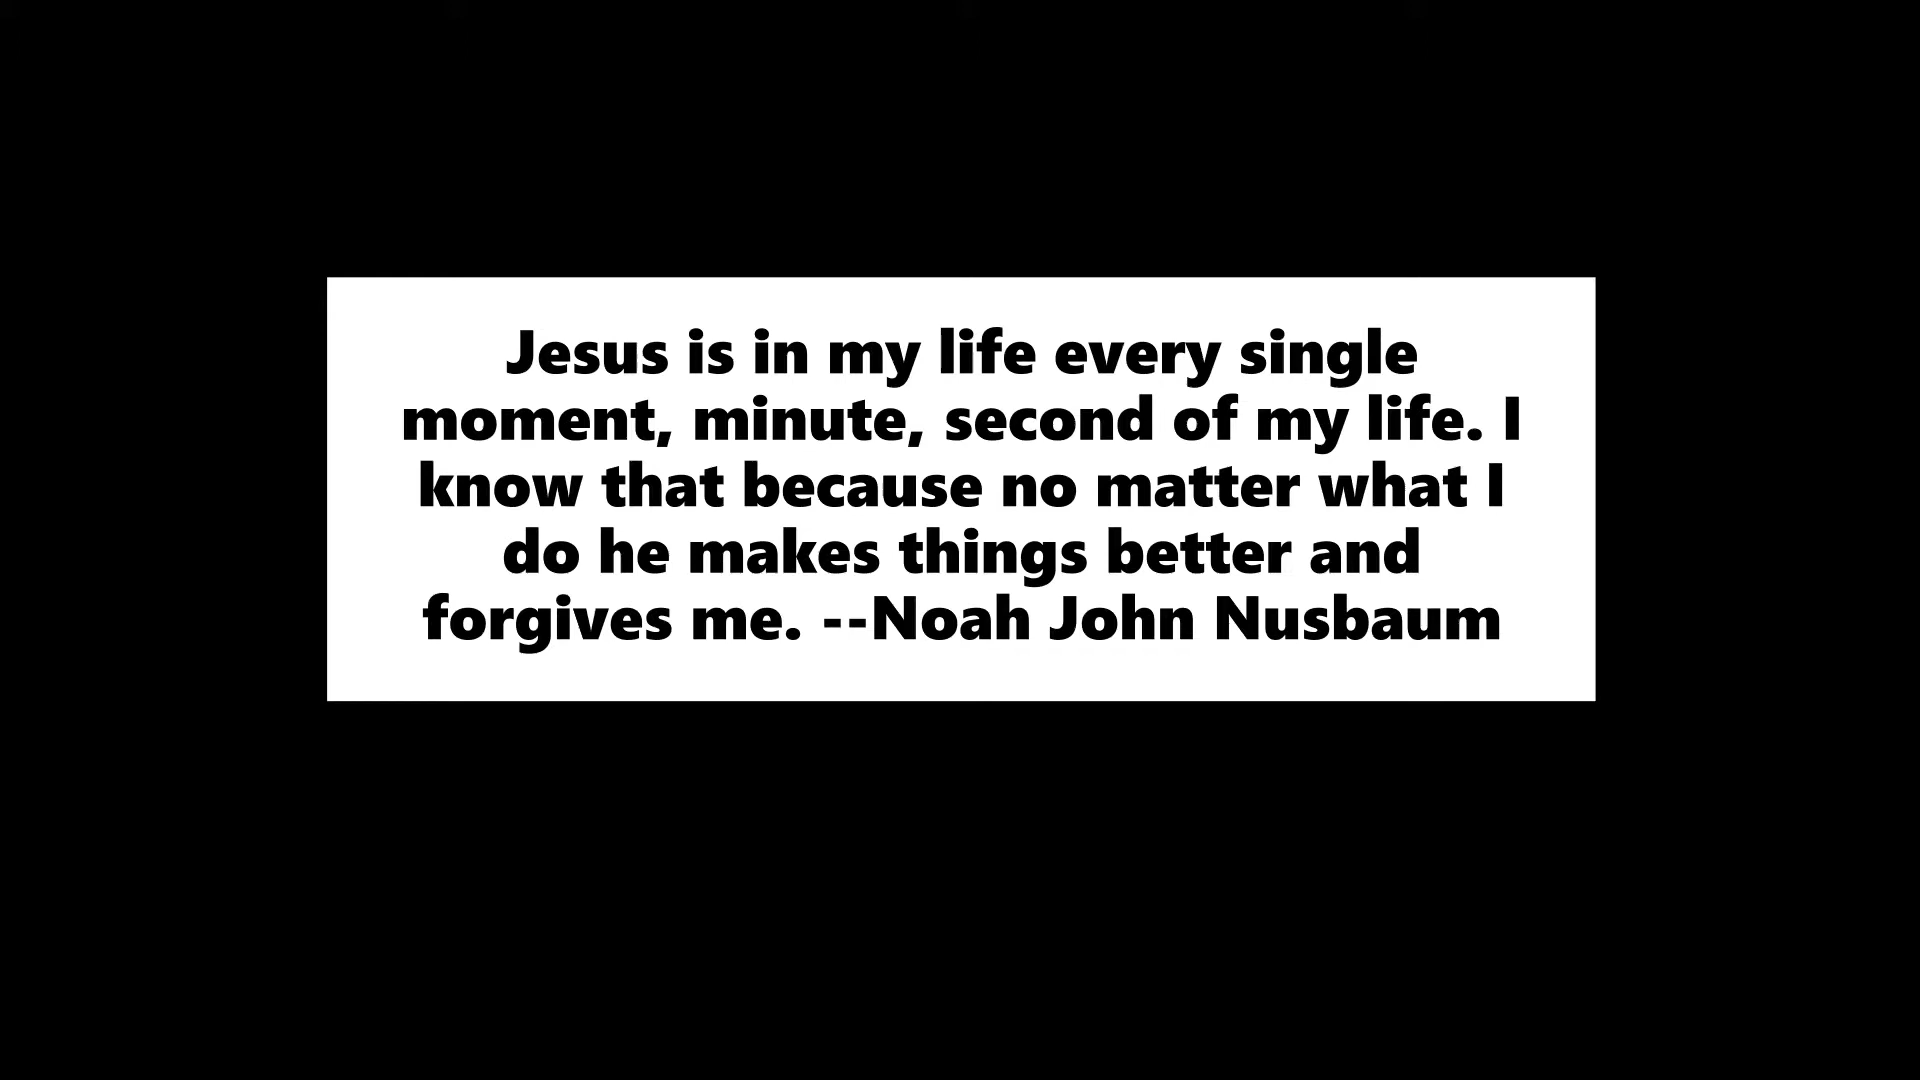 Jesus is in my life every single
moment, minute, second of my life. I
know that because no matter what I
do he makes things better and
forgives me. --Noah John Nusbaum